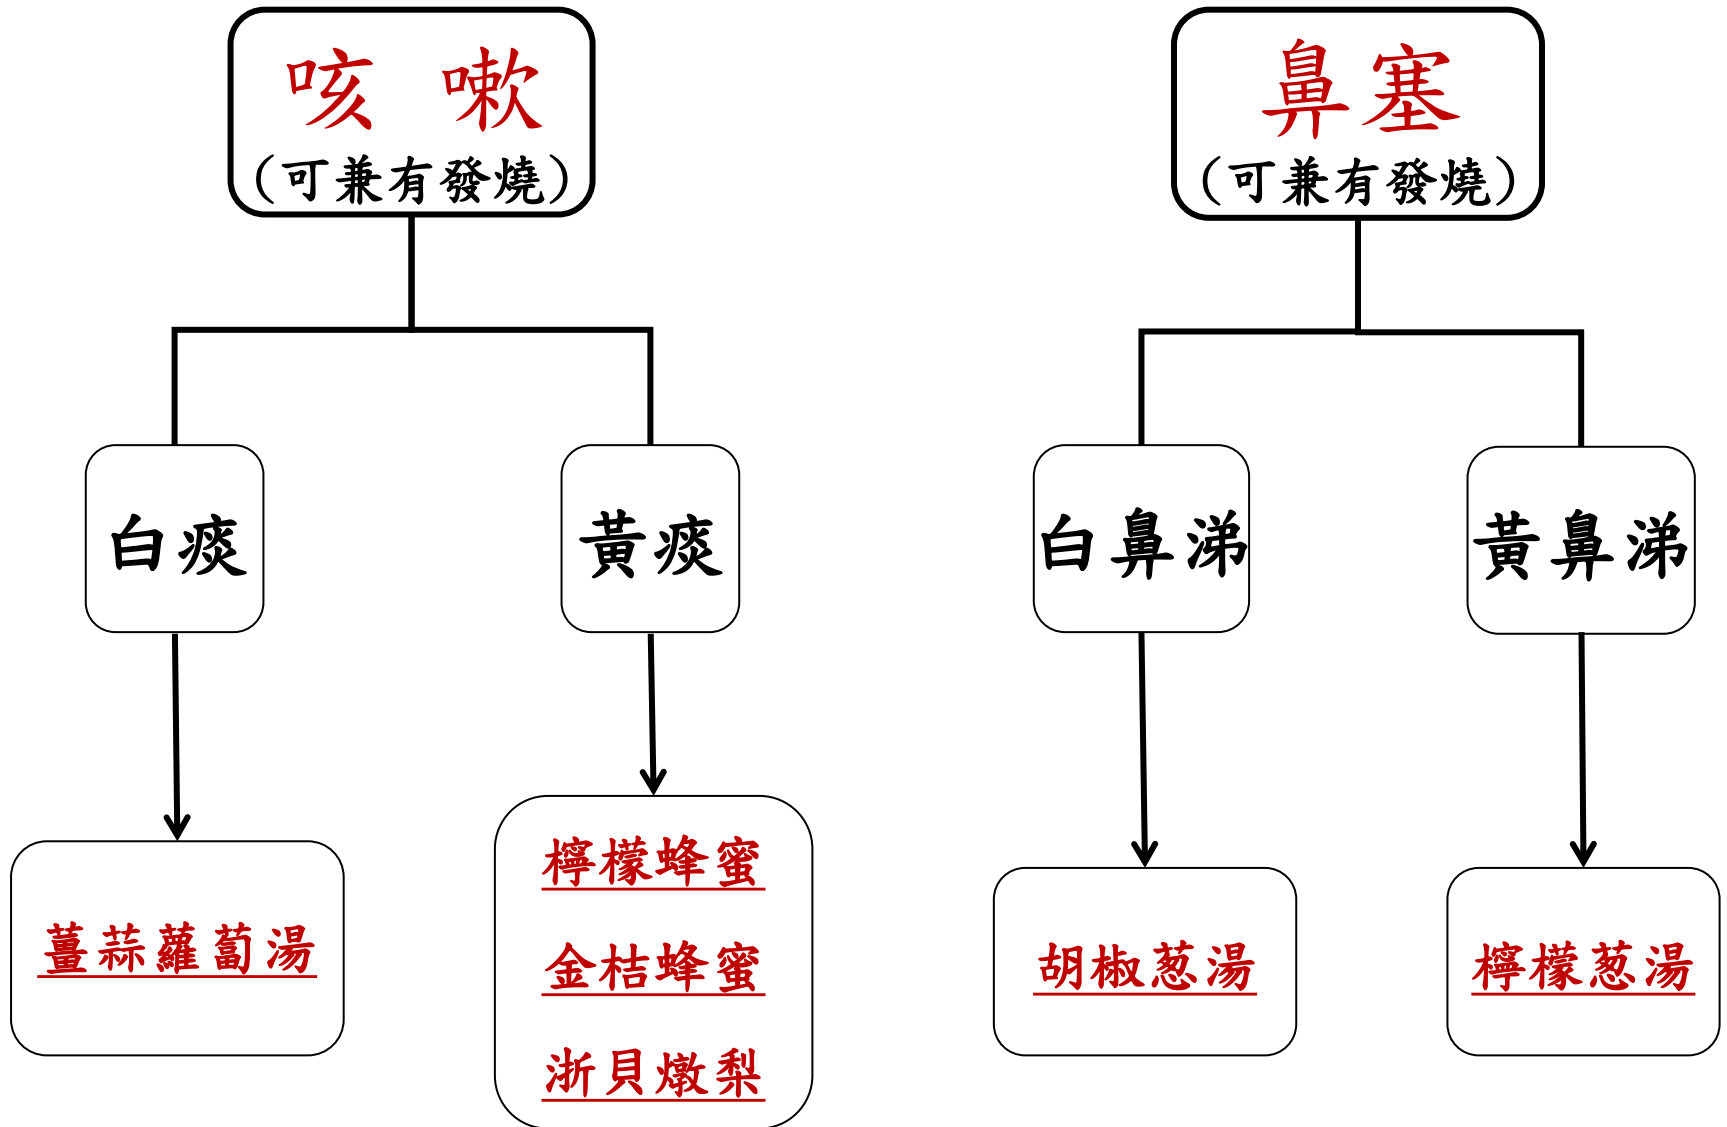 咳 嗽
（可兼有發燒）
白痰
黃痰
薑蒜蘿蔔湯
檸檬蜂蜜
金桔蜂蜜
浙貝燉梨
鼻塞
（可兼有發燒）
白鼻涕
黃鼻涕
胡椒葱湯
檸檬葱湯